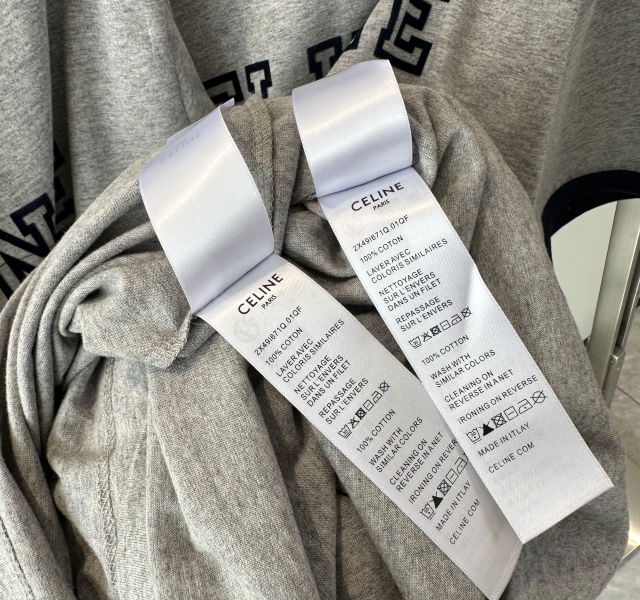 CELINE
PARIS
2X49I671Q 01QF
100% COTON
LAVER AVEC
COLORIS SIMILAIRES
NETTOYAGE
SUR L'ENVERS
DANS UN FILET
REPASSAGE
SUR L'ENVERS
100% COTTON
WASH WITH
SIMILAR COLORS
CLEANING ON
REVERSE IN A NET
IRONING ON REVERSE
MADE IN ITLAY
CELINE.COM
CELINE
PARIS
2X49I671Q 01QF
100% COTON
LAVER AVEC
COLORIS SIMILAIRES
NETTOYAGE
SUR L'ENVERS
DANS UN FILET
REPASSAGE
SUR L'ENVERS
100% COTTON
WASH WITH
SIMILAR COLORS
CLEANING ON
REVERSE IN A NET
IRONING ON REVERSE
MADE IN ITLAY
CELINE.COM